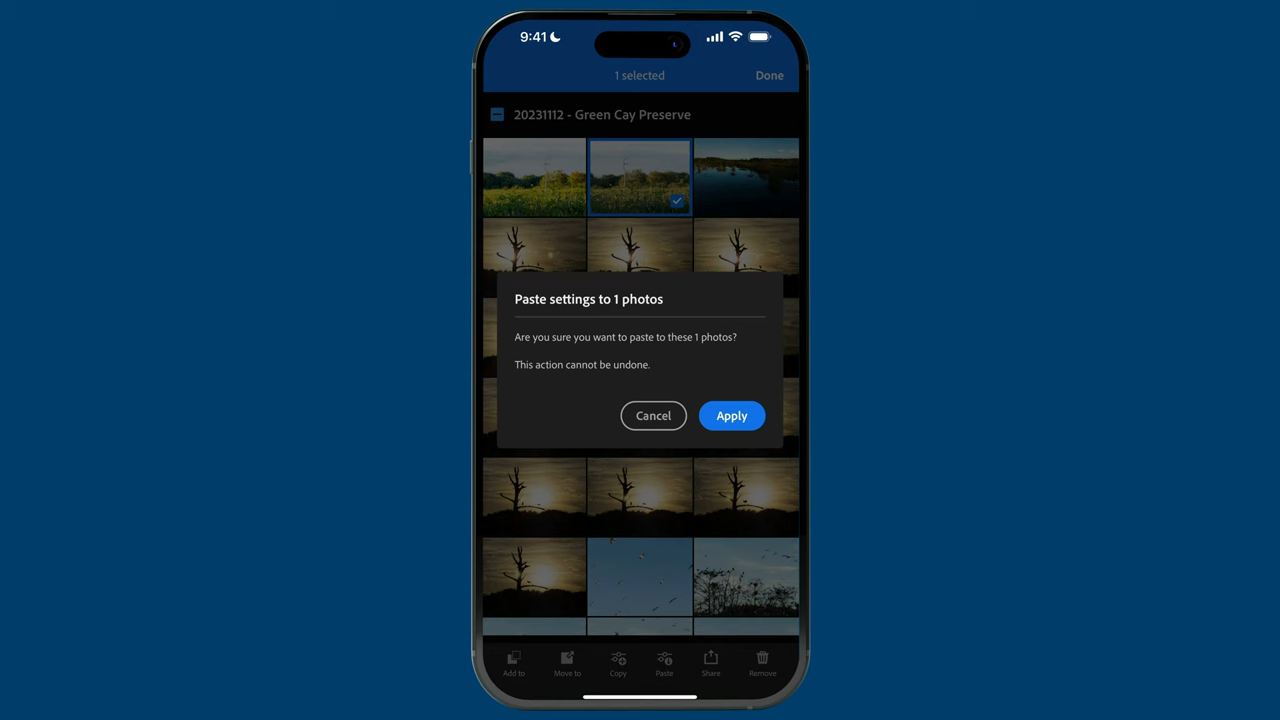 9:41
1 selected
Done
20231112 - Green Cay Preserve
Paste settings to 1 photos
Are you sure you want to paste to these 1 photos?
This action cannot be undone.
Cancel
Apply
Add to
Move to
Copy
Paste
Share
Remove